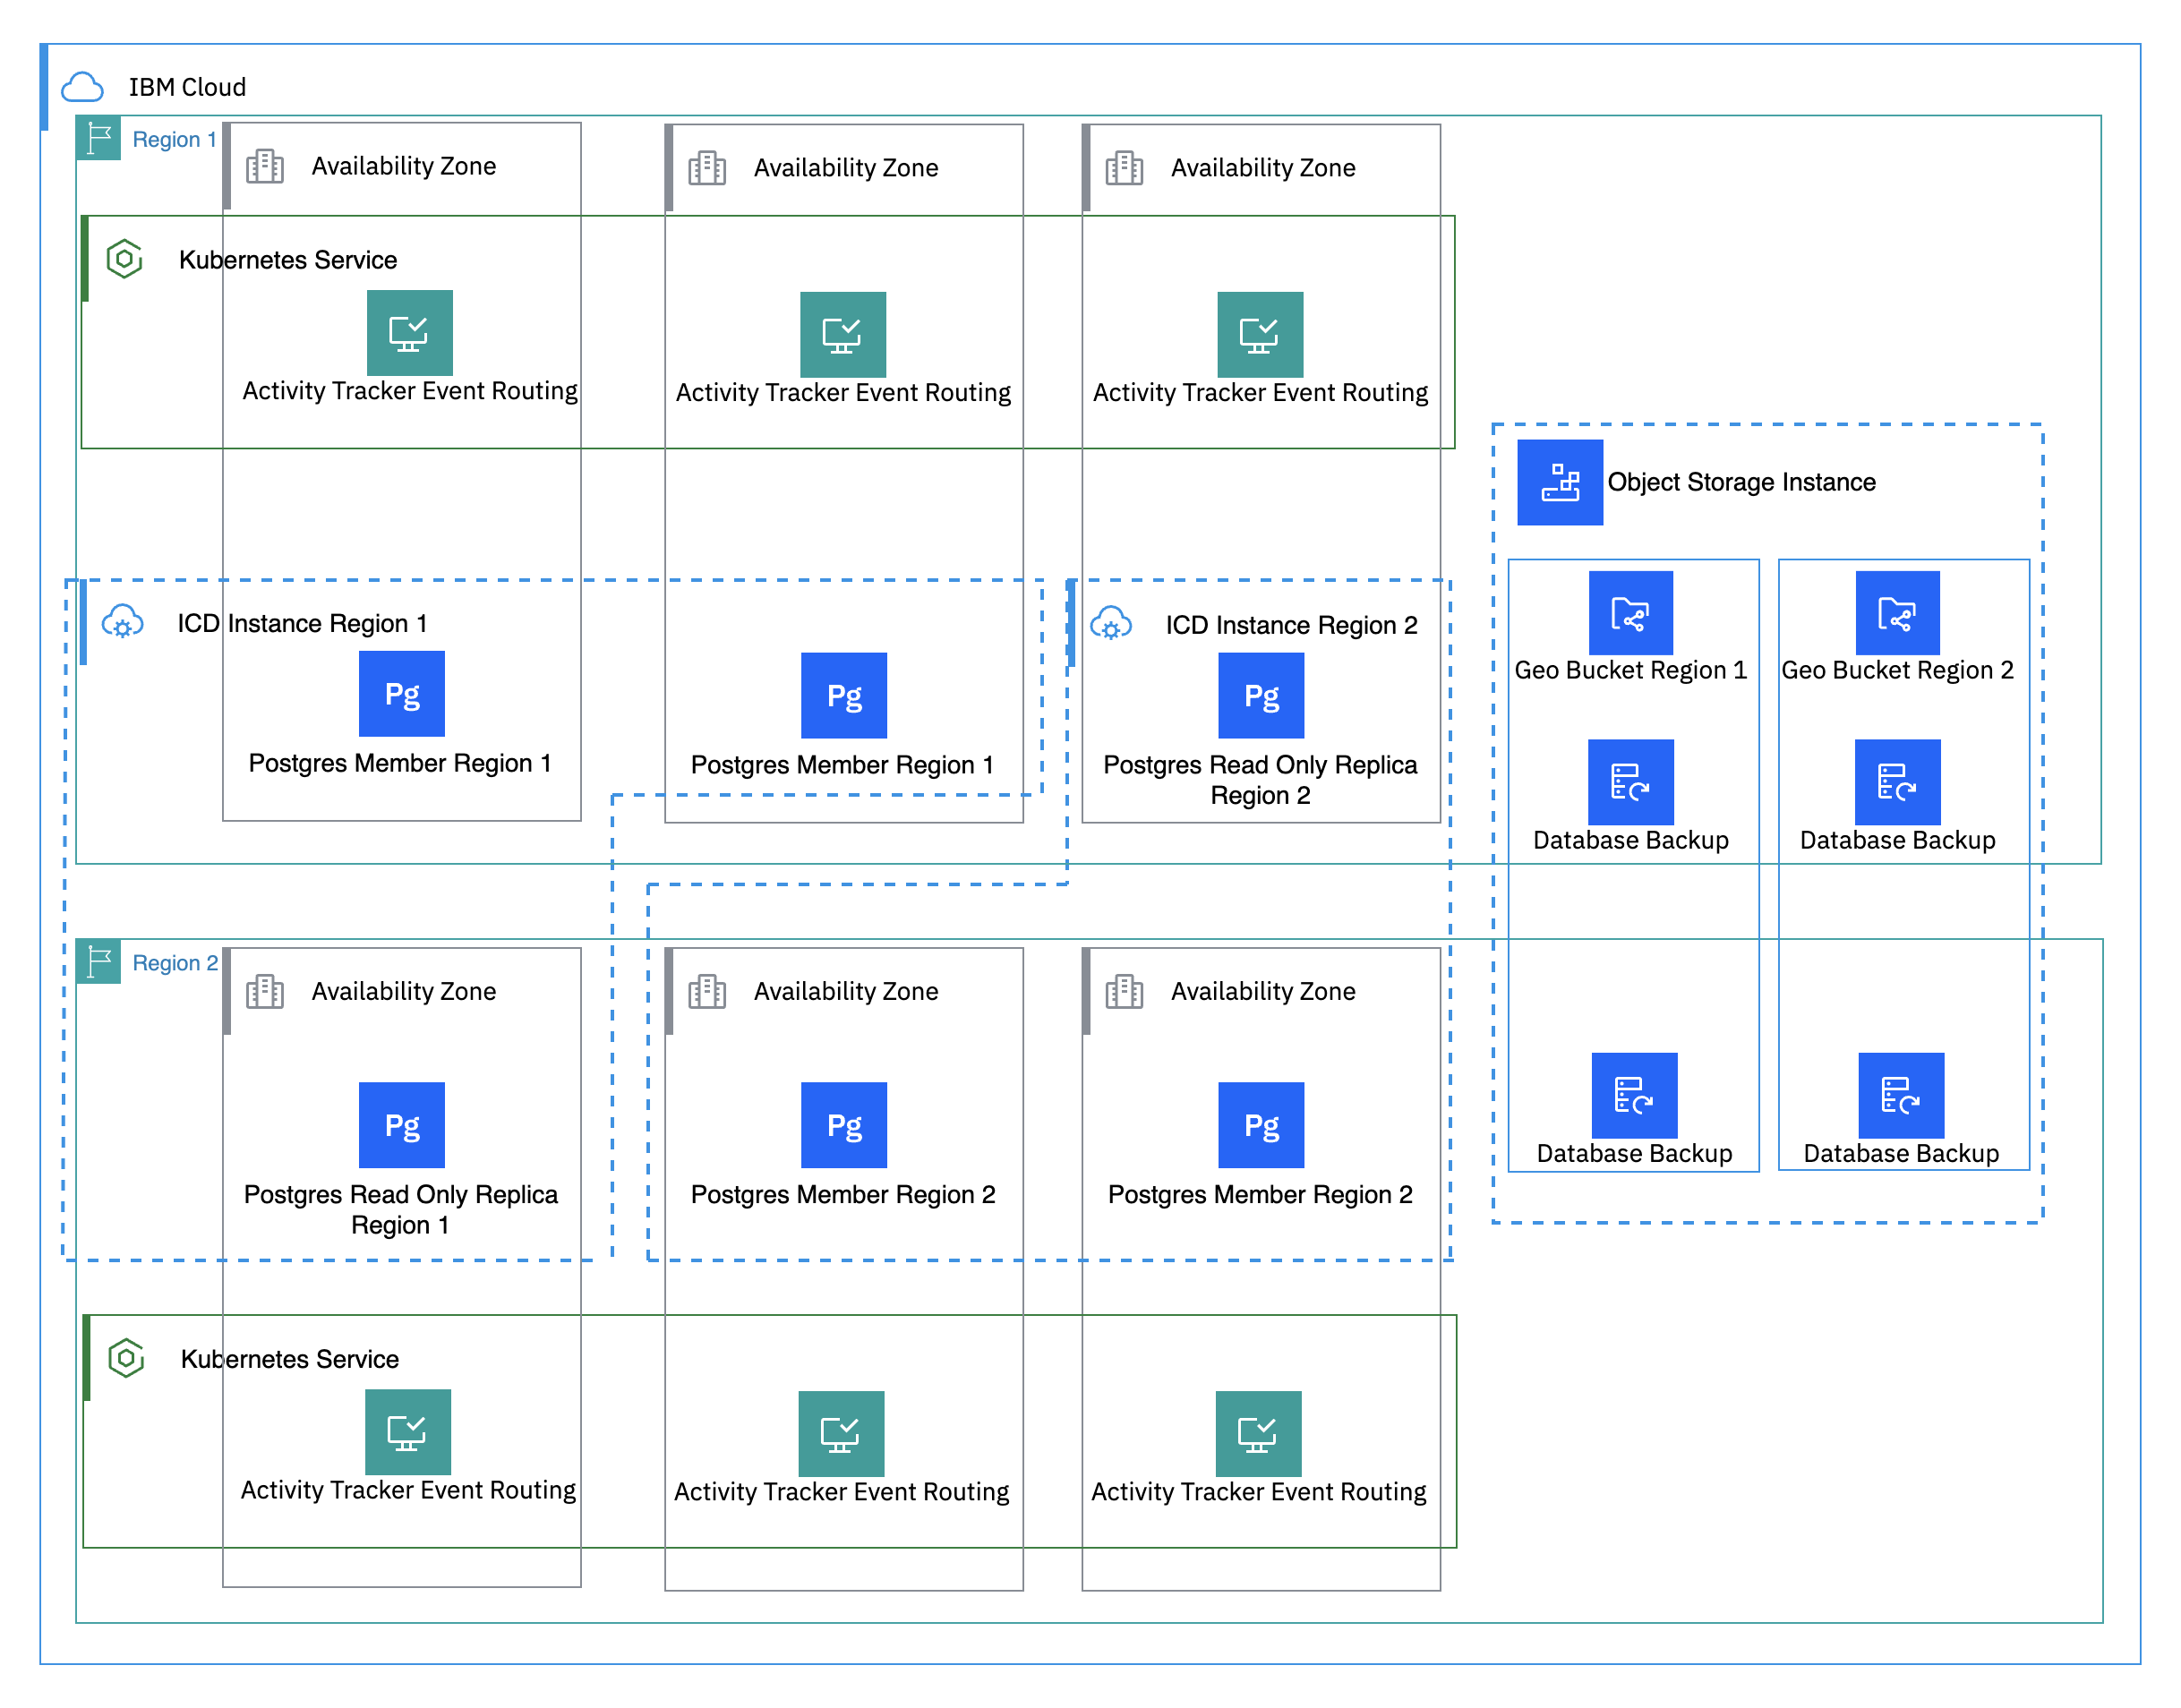 IBM Cloud
Region 1
Availability Zone
Availability Zone
Availability Zone
Kubernetes Service
Activity Tracker Event Routing
Activity Tracker Event Routing
Activity Tracker Event Routing
Object Storage Instance
ICD Instance Region 1
ICD Instance Region 2
Pg
Pg
Pg
Postgres Member Region 1
Postgres Member Region 1
Postgres Read Only Replica
Region 2
Geo Bucket Region 1
Geo Bucket Region 2
Database Backup
Database Backup
Region 2
Availability Zone
Availability Zone
Availability Zone
Pg
Pg
Pg
Postgres Read Only Replica
Region 1
Postgres Member Region 2
Postgres Member Region 2
Database Backup
Database Backup
Kubernetes Service
Activity Tracker Event Routing
Activity Tracker Event Routing
Activity Tracker Event Routing